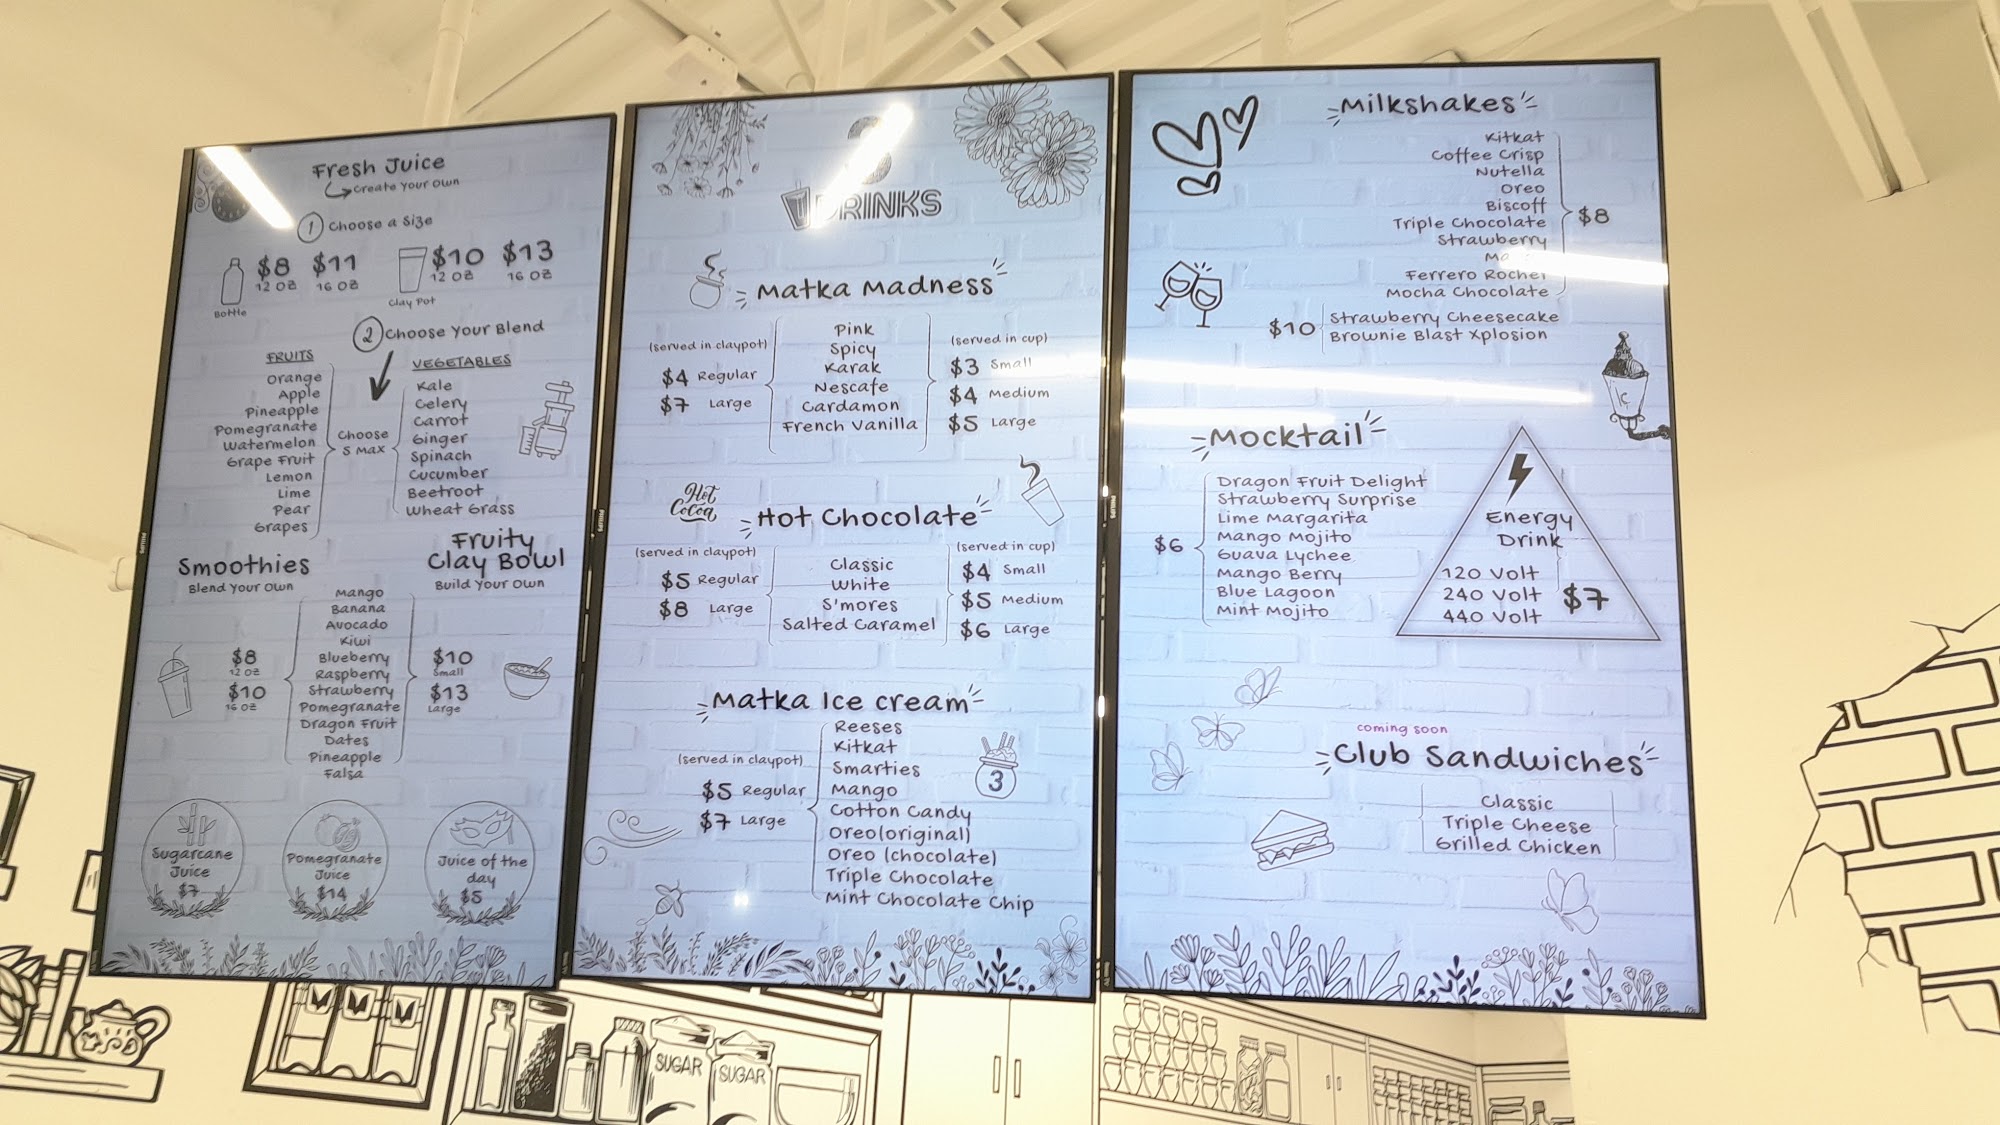 Fresh Juice
Create Your Own
1 Choose a Size
$8 $11
12 oz 16 oz
Bottle
$10 $13
12 oz 16 oz
Clay Pot
2 Choose Your Blend
FRUITS
Orange
Apple
Pineapple
Pomegranate
Watermelon
Grape Fruit
Lemon
Lime
Pear
Grapes
Choose
5 Max
VEGETABLES
Kale
Celery
Carrot
Ginger
Spinach
Cucumber
Beetroot
Wheat Grass
Smoothies
Blend Your Own
$8
12 oz
$10
16 oz
Mango
Banana
Avocado
Kiwi
Blueberry
Raspberry
Strawberry
Pomegranate
Dragon Fruit
Dates
Pineapple
Falsa
Fruity
Clay Bowl
Build Your Own
$10
Small
$13
Large
Sugarcane
Juice
$7
Pomegranate
Juice
$14
Juice of the
day
$5
PHILIPS
3
DRINKS
Matka Madness
(served in claypot)
$4 Regular
$7 Large
Pink
Spicy
Karak
Nescafe
Cardamon
French Vanilla
(served in cup)
$3 Small
$4 Medium
$5 Large
Hot
Cocoa
Hot Chocolate
(served in claypot)
$5 Regular
$8 Large
Classic
White
S'mores
Salted Caramel
(served in cup)
$4 Small
$5 Medium
$6 Large
Matka Ice cream
(served in claypot)
$5 Regular
$7 Large
Reeses
Kitkat
Smarties
Mango
Cotton Candy
Oreo(original)
Oreo (chocolate)
Triple Chocolate
Mint Chocolate Chip
3
PHILIPS
Milkshakes
Kitkat
Coffee Crisp
Nutella
Oreo
Biscoff
Triple Chocolate
Strawberry
Ferrero Rocher
Mocha Chocolate
$8
$10
Strawberry Cheesecake
Brownie Blast Xplosion
Mocktail
$6
Dragon Fruit Delight
Strawberry Surprise
Lime Margarita
Mango Mojito
Guava Lychee
Mango Berry
Blue Lagoon
Mint Mojito
Energy
Drink
120 Volt
240 Volt
440 Volt
$7
coming soon
Club Sandwiches
Classic
Triple Cheese
Grilled Chicken
PHILIPS
SUGAR
SUGAR